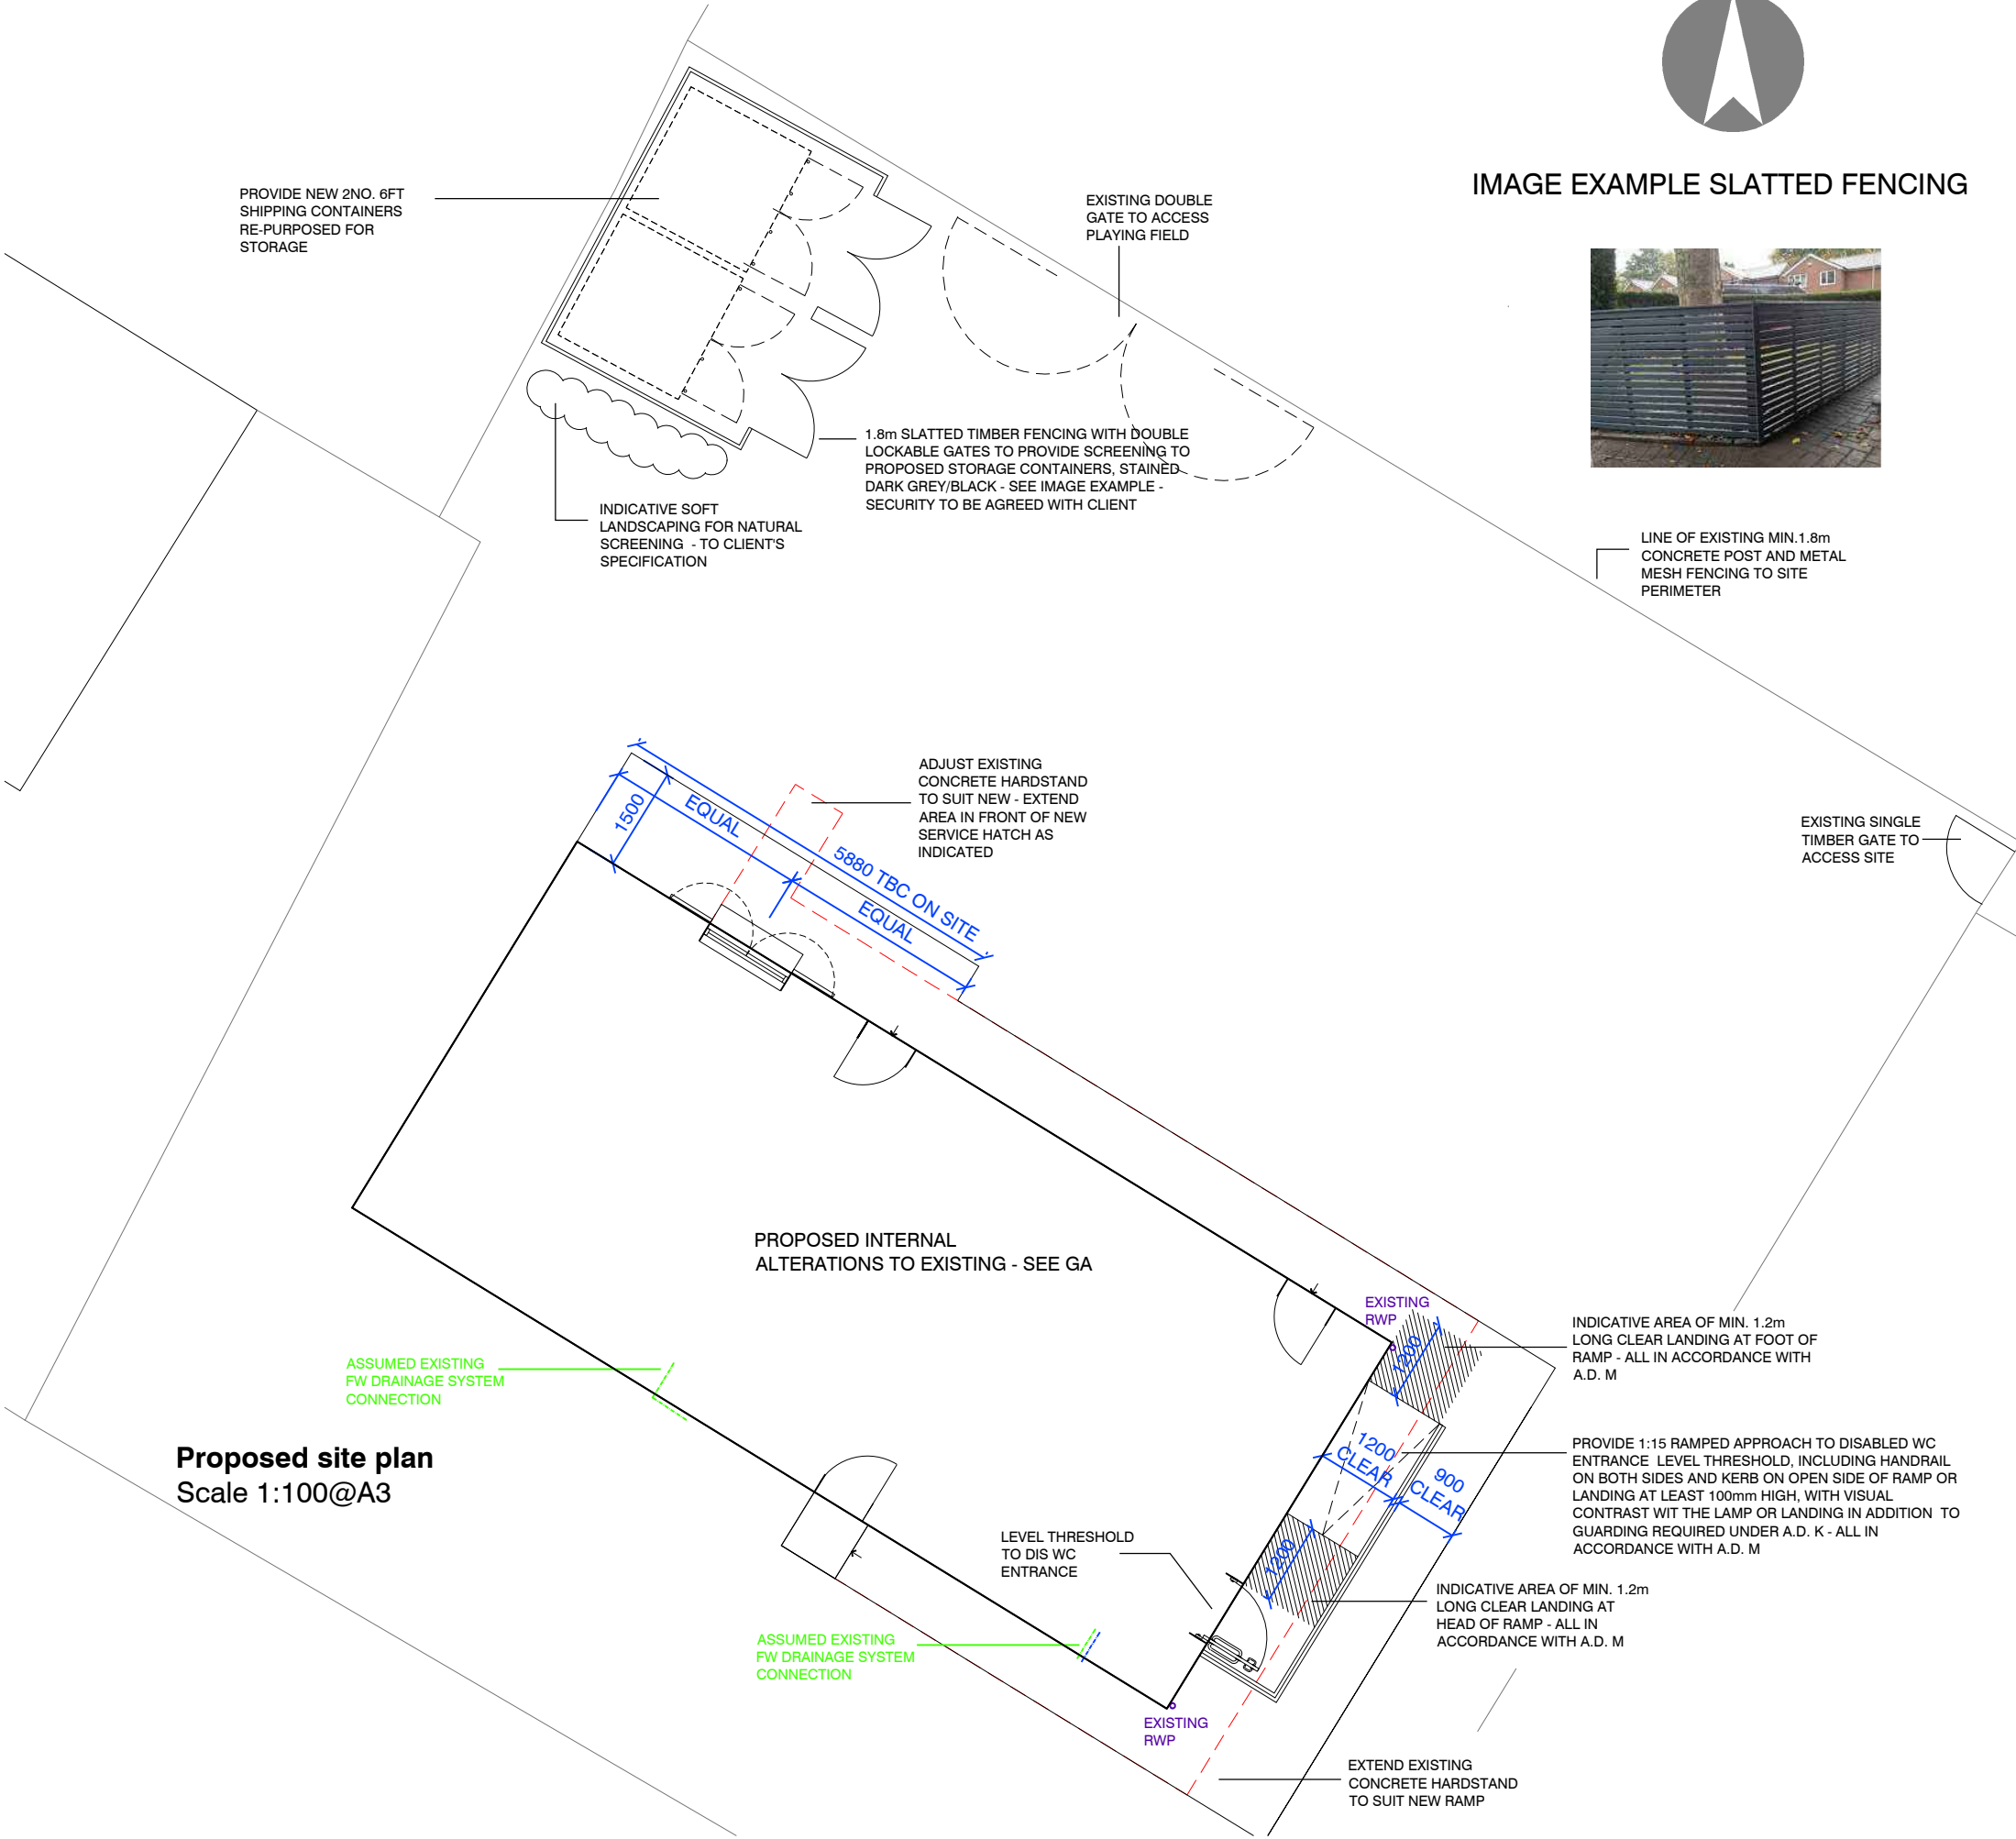 IMAGE EXAMPLE SLATTED FENCING
PROVIDE NEW 2NO. 6FT
SHIPPING CONTAINERS
RE-PURPOSED FOR
STORAGE
EXISTING DOUBLE
GATE TO ACCESS
PLAYING FIELD
1.8m SLATTED TIMBER FENCING WITH DOUBLE
LOCKABLE GATES TO PROVIDE SCREENING TO
PROPOSED STORAGE CONTAINERS, STAINED
DARK GREY/BLACK - SEE IMAGE EXAMPLE -
SECURITY TO BE AGREED WITH CLIENT
INDICATIVE SOFT
LANDSCAPING FOR NATURAL
SCREENING - TO CLIENT'S
SPECIFICATION
LINE OF EXISTING MIN.1.8m
CONCRETE POST AND METAL
MESH FENCING TO SITE
PERIMETER
ADJUST EXISTING
CONCRETE HARDSTAND
TO SUIT NEW - EXTEND
AREA IN FRONT OF NEW
SERVICE HATCH AS
INDICATED
1500
EQUAL
5880 TBC ON SITE
EQUAL
EXISTING SINGLE
TIMBER GATE TO
ACCESS SITE
PROPOSED INTERNAL
ALTERATIONS TO EXISTING - SEE GA
EXISTING
RWP
1200
INDICATIVE AREA OF MIN. 1.2m
LONG CLEAR LANDING AT FOOT OF
RAMP - ALL IN ACCORDANCE WITH
A.D. M
ASSUMED EXISTING
FW DRAINAGE SYSTEM
CONNECTION
Proposed site plan
Scale 1:100@A3
1200
CLEAR
900
CLEAR
PROVIDE 1:15 RAMPED APPROACH TO DISABLED WC
ENTRANCE LEVEL THRESHOLD, INCLUDING HANDRAIL
ON BOTH SIDES AND KERB ON OPEN SIDE OF RAMP OR
LANDING AT LEAST 100mm HIGH, WITH VISUAL
CONTRAST WIT THE LAMP OR LANDING IN ADDITION TO
GUARDING REQUIRED UNDER A.D. K - ALL IN
ACCORDANCE WITH A.D. M
LEVEL THRESHOLD
TO DIS WC
ENTRANCE
1200
INDICATIVE AREA OF MIN. 1.2m
LONG CLEAR LANDING AT
HEAD OF RAMP - ALL IN
ACCORDANCE WITH A.D. M
ASSUMED EXISTING
FW DRAINAGE SYSTEM
CONNECTION
EXISTING
RWP
EXTEND EXISTING
CONCRETE HARDSTAND
TO SUIT NEW RAMP